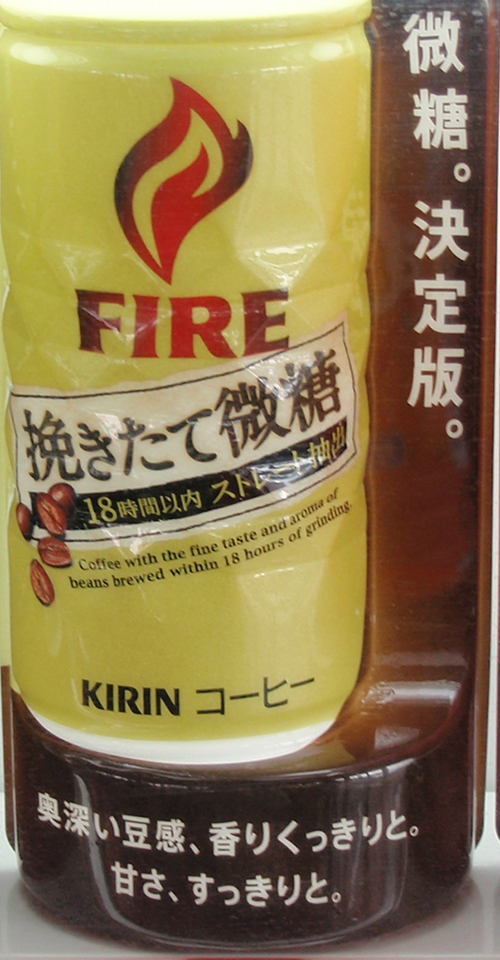 微糖。決定版。
FIRE
挽きたて微糖
18時間以内 ストレート抽出
Coffee with the fine taste and aroma of
beans brewed within 18 hours of grinding.
KIRIN コーヒー
奥深い豆感、香りくっきりと。
甘さ、すっきりと。